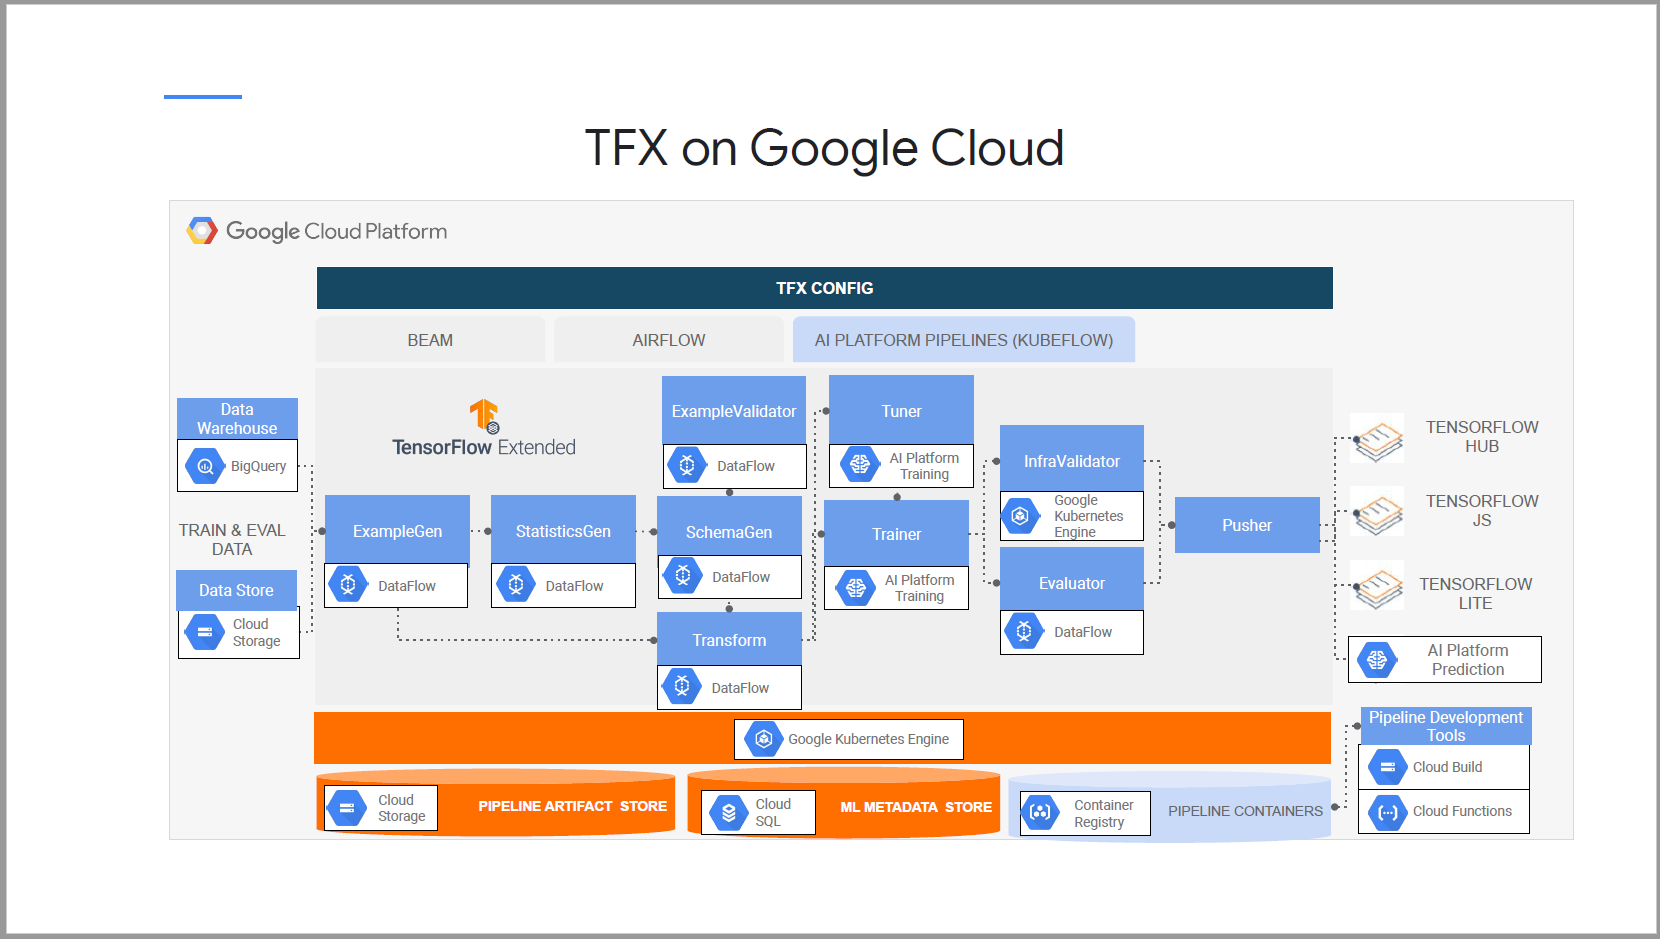 TFX on Google Cloud
Google Cloud Platform
TFX CONFIG
BEAM
AIRFLOW
AI PLATFORM PIPELINES (KUBEFLOW)
Data
Warehouse
BigQuery
TRAIN & EVAL
DATA
Data Store
Cloud
Storage
TensorFlow Extended
ExampleGen
DataFlow
StatisticsGen
DataFlow
ExampleValidator
DataFlow
SchemaGen
DataFlow
Transform
DataFlow
Tuner
AI Platform
Training
Trainer
AI Platform
Training
InfraValidator
Google
Kubernetes
Engine
Evaluator
DataFlow
Pusher
TENSORFLOW
HUB
TENSORFLOW
JS
TENSORFLOW
LITE
AI Platform
Prediction
Google Kubernetes Engine
Cloud
Storage
PIPELINE ARTIFACT STORE
Cloud
SQL
ML METADATA STORE
Container
Registry
PIPELINE CONTAINERS
Pipeline Development
Tools
Cloud Build
Cloud Functions